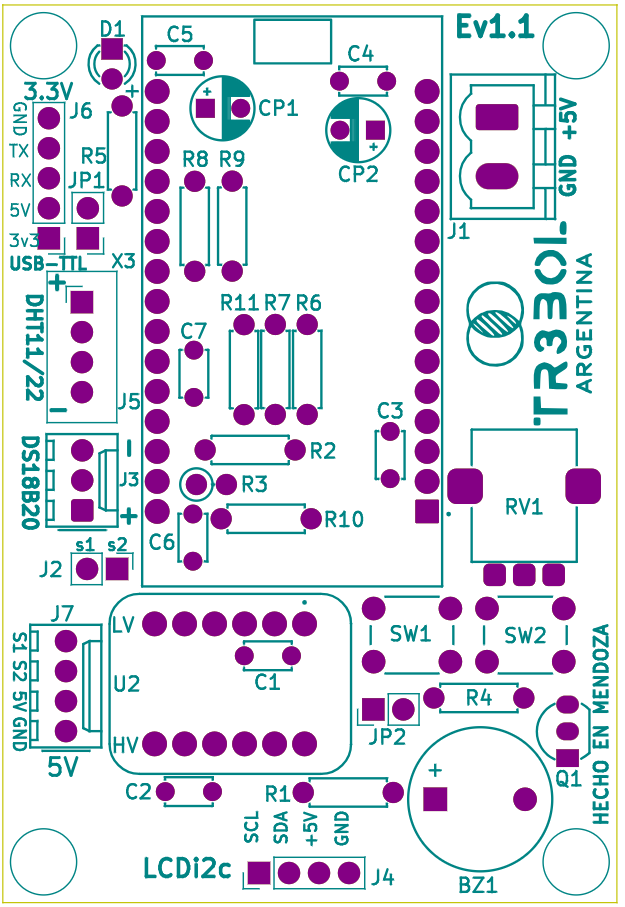 Ev1.1
D1
C5
C4
+
3.3V
J6
CP1
+
CP2
+
GND +5V
J1
GND
TX
RX
5V
3v3
JP1
R5
R8
R9
USB-TTL
X3
+
DHT11/22
-
J5
R11
R7
R6
C7
TR3BOL
ARGENTINA
C3
DS18B20
-
J3
+
R2
R3
R10
C6
RV1
s1
s2
J2
J7
S1
S2
5V
GND
5V
LV
U2
HV
C1
SW1
SW2
R4
JP2
Q1
HECHO EN MENDOZA
C2
R1
+
BZ1
SCL
SDA
+5V
GND
LCDi2c
J4